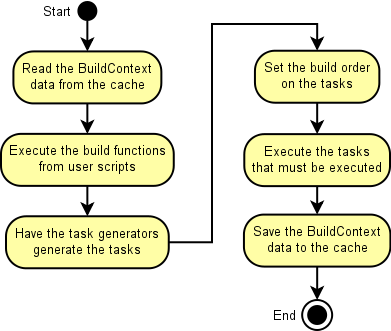 Start
Read the BuildContext
data from the cache
Execute the build functions
from user scripts
Have the task generators
generate the tasks
Set the build order
on the tasks
Execute the tasks
that must be executed
Save the BuildContext
data to the cache
End